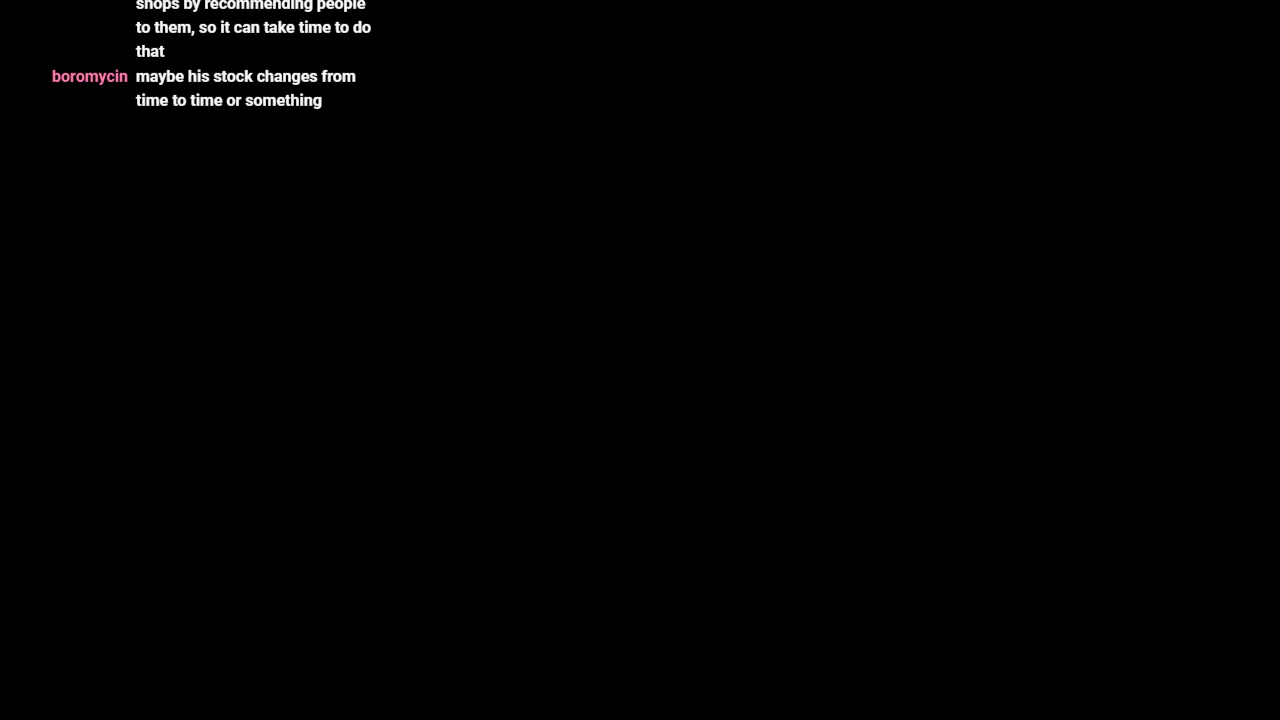 shops by recommending people
to them, so it can take time to do
that
boromycin maybe his stock changes from
time to time or something